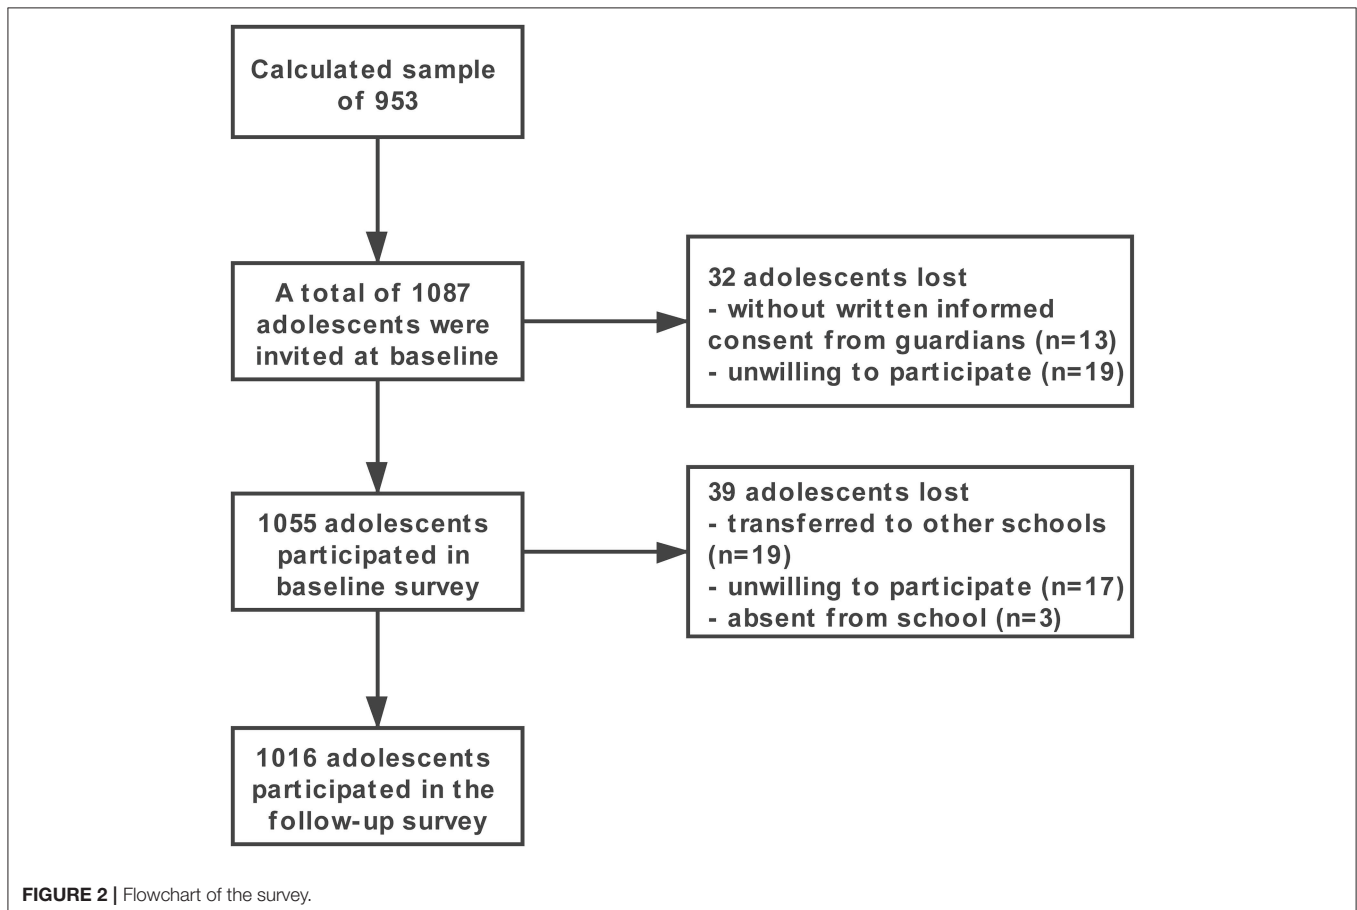 Calculated sample
of 953
A total of 1087
adolescents were
invited at baseline
32 adolescents lost
- without written informed
consent from guardians (n=13)
- unwilling to participate (n=19)
1055 adolescents
participated in
baseline survey
39 adolescents lost
- transferred to other schools
(n=19)
- unwilling to participate (n=17)
- absent from school (n=3)
1016 adolescents
participated in the
follow-up survey
FIGURE 2 | Flowchart of the survey.